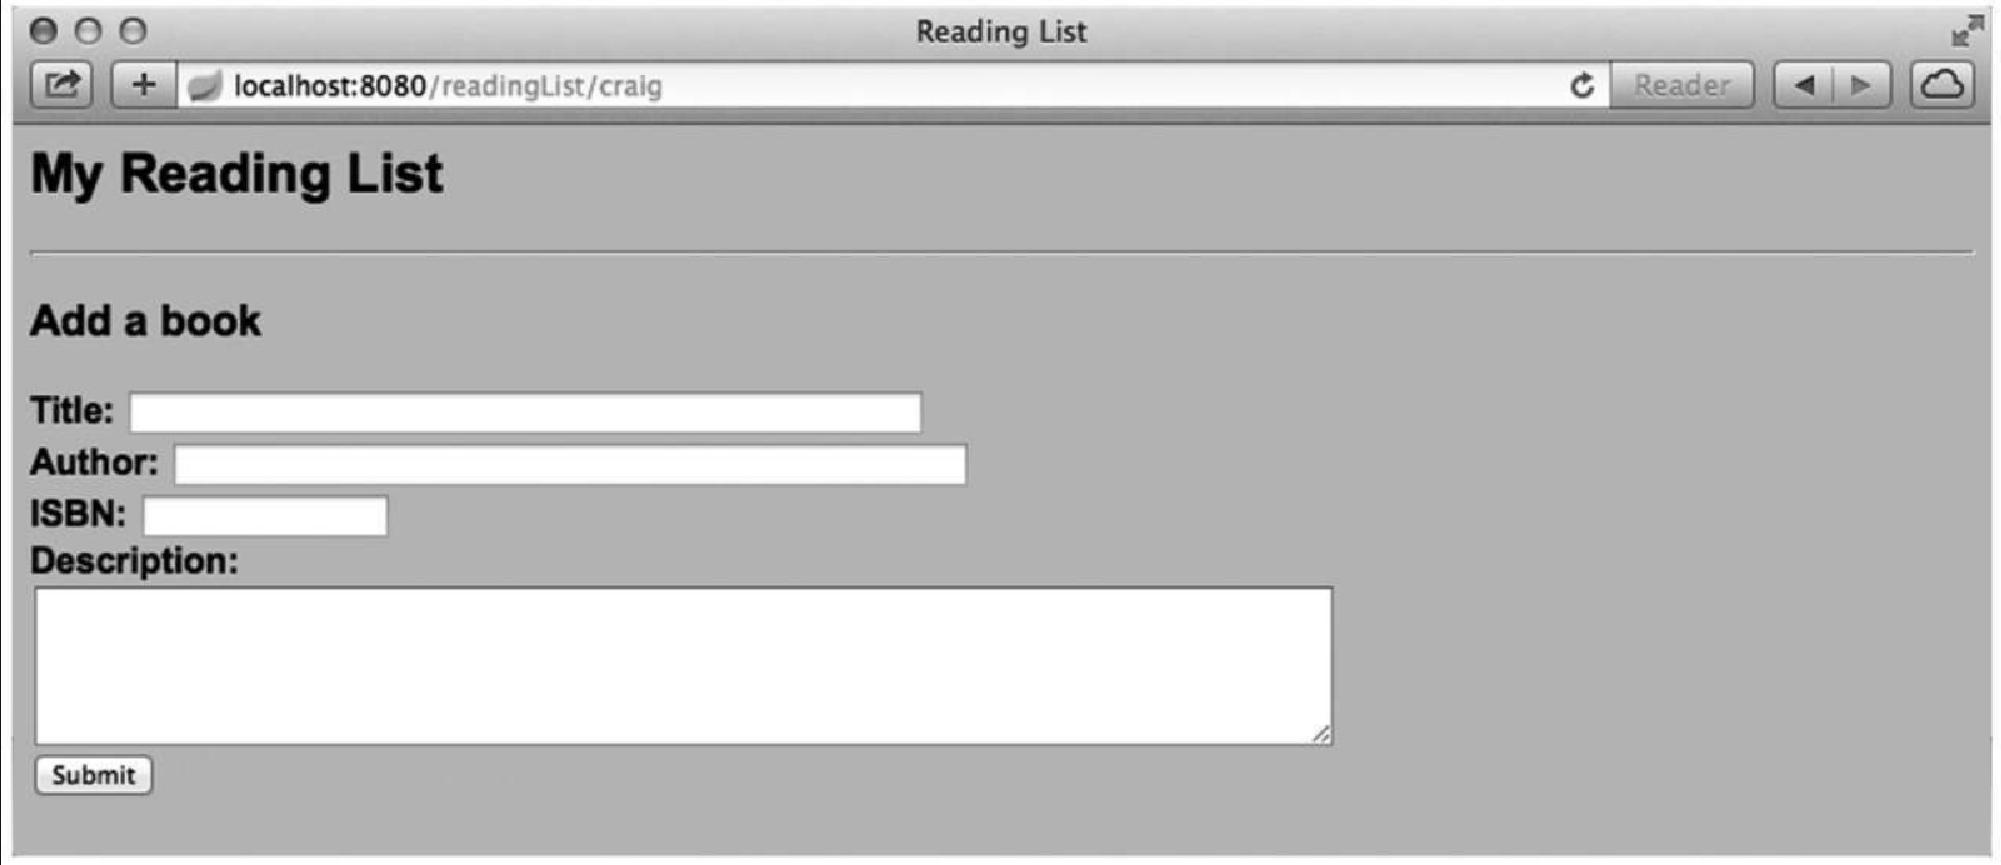 Reading List
+ localhost:8080/readingList/craig Reader
My Reading List
Add a book
Title:
Author:
ISBN:
Description:
Submit